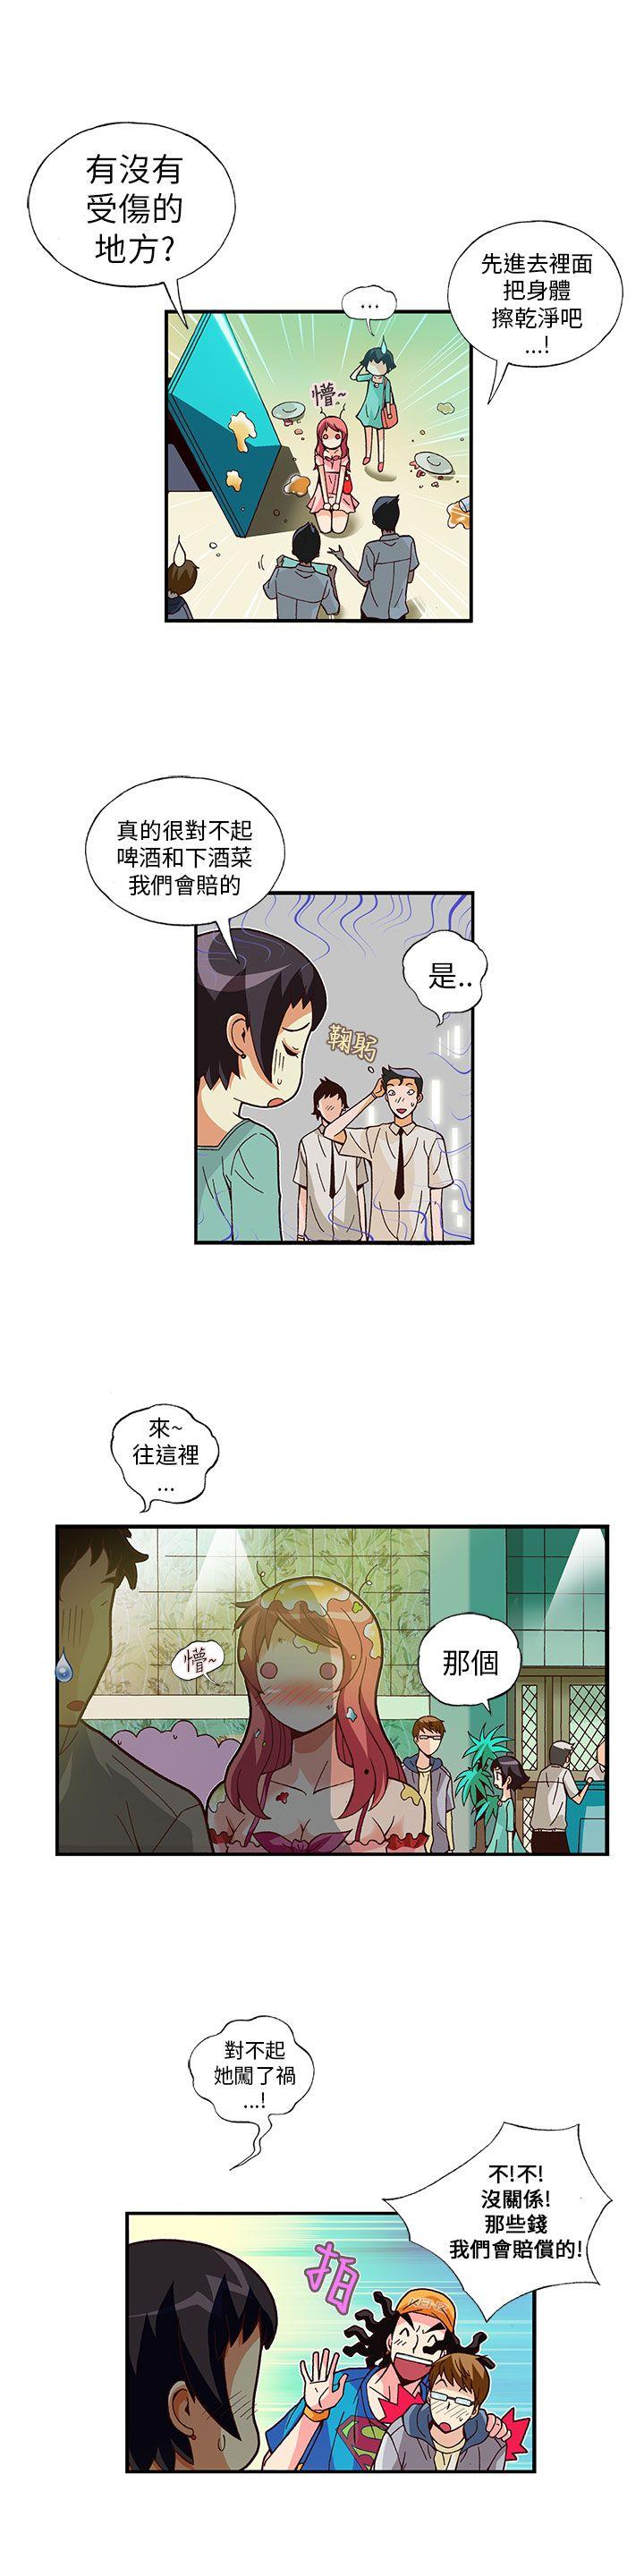 有沒有
受傷的
地方?
先進去裡面
把身體
擦乾淨吧
...!
...
懵~
真的很對不起
啤酒和下酒菜
我們會賠的
是..
鞠躬
來~
往這裡
...
懵~
那個
對不起
她闖了禍
...!
不!不!
沒關係!
那些錢
我們會賠償的!
拍